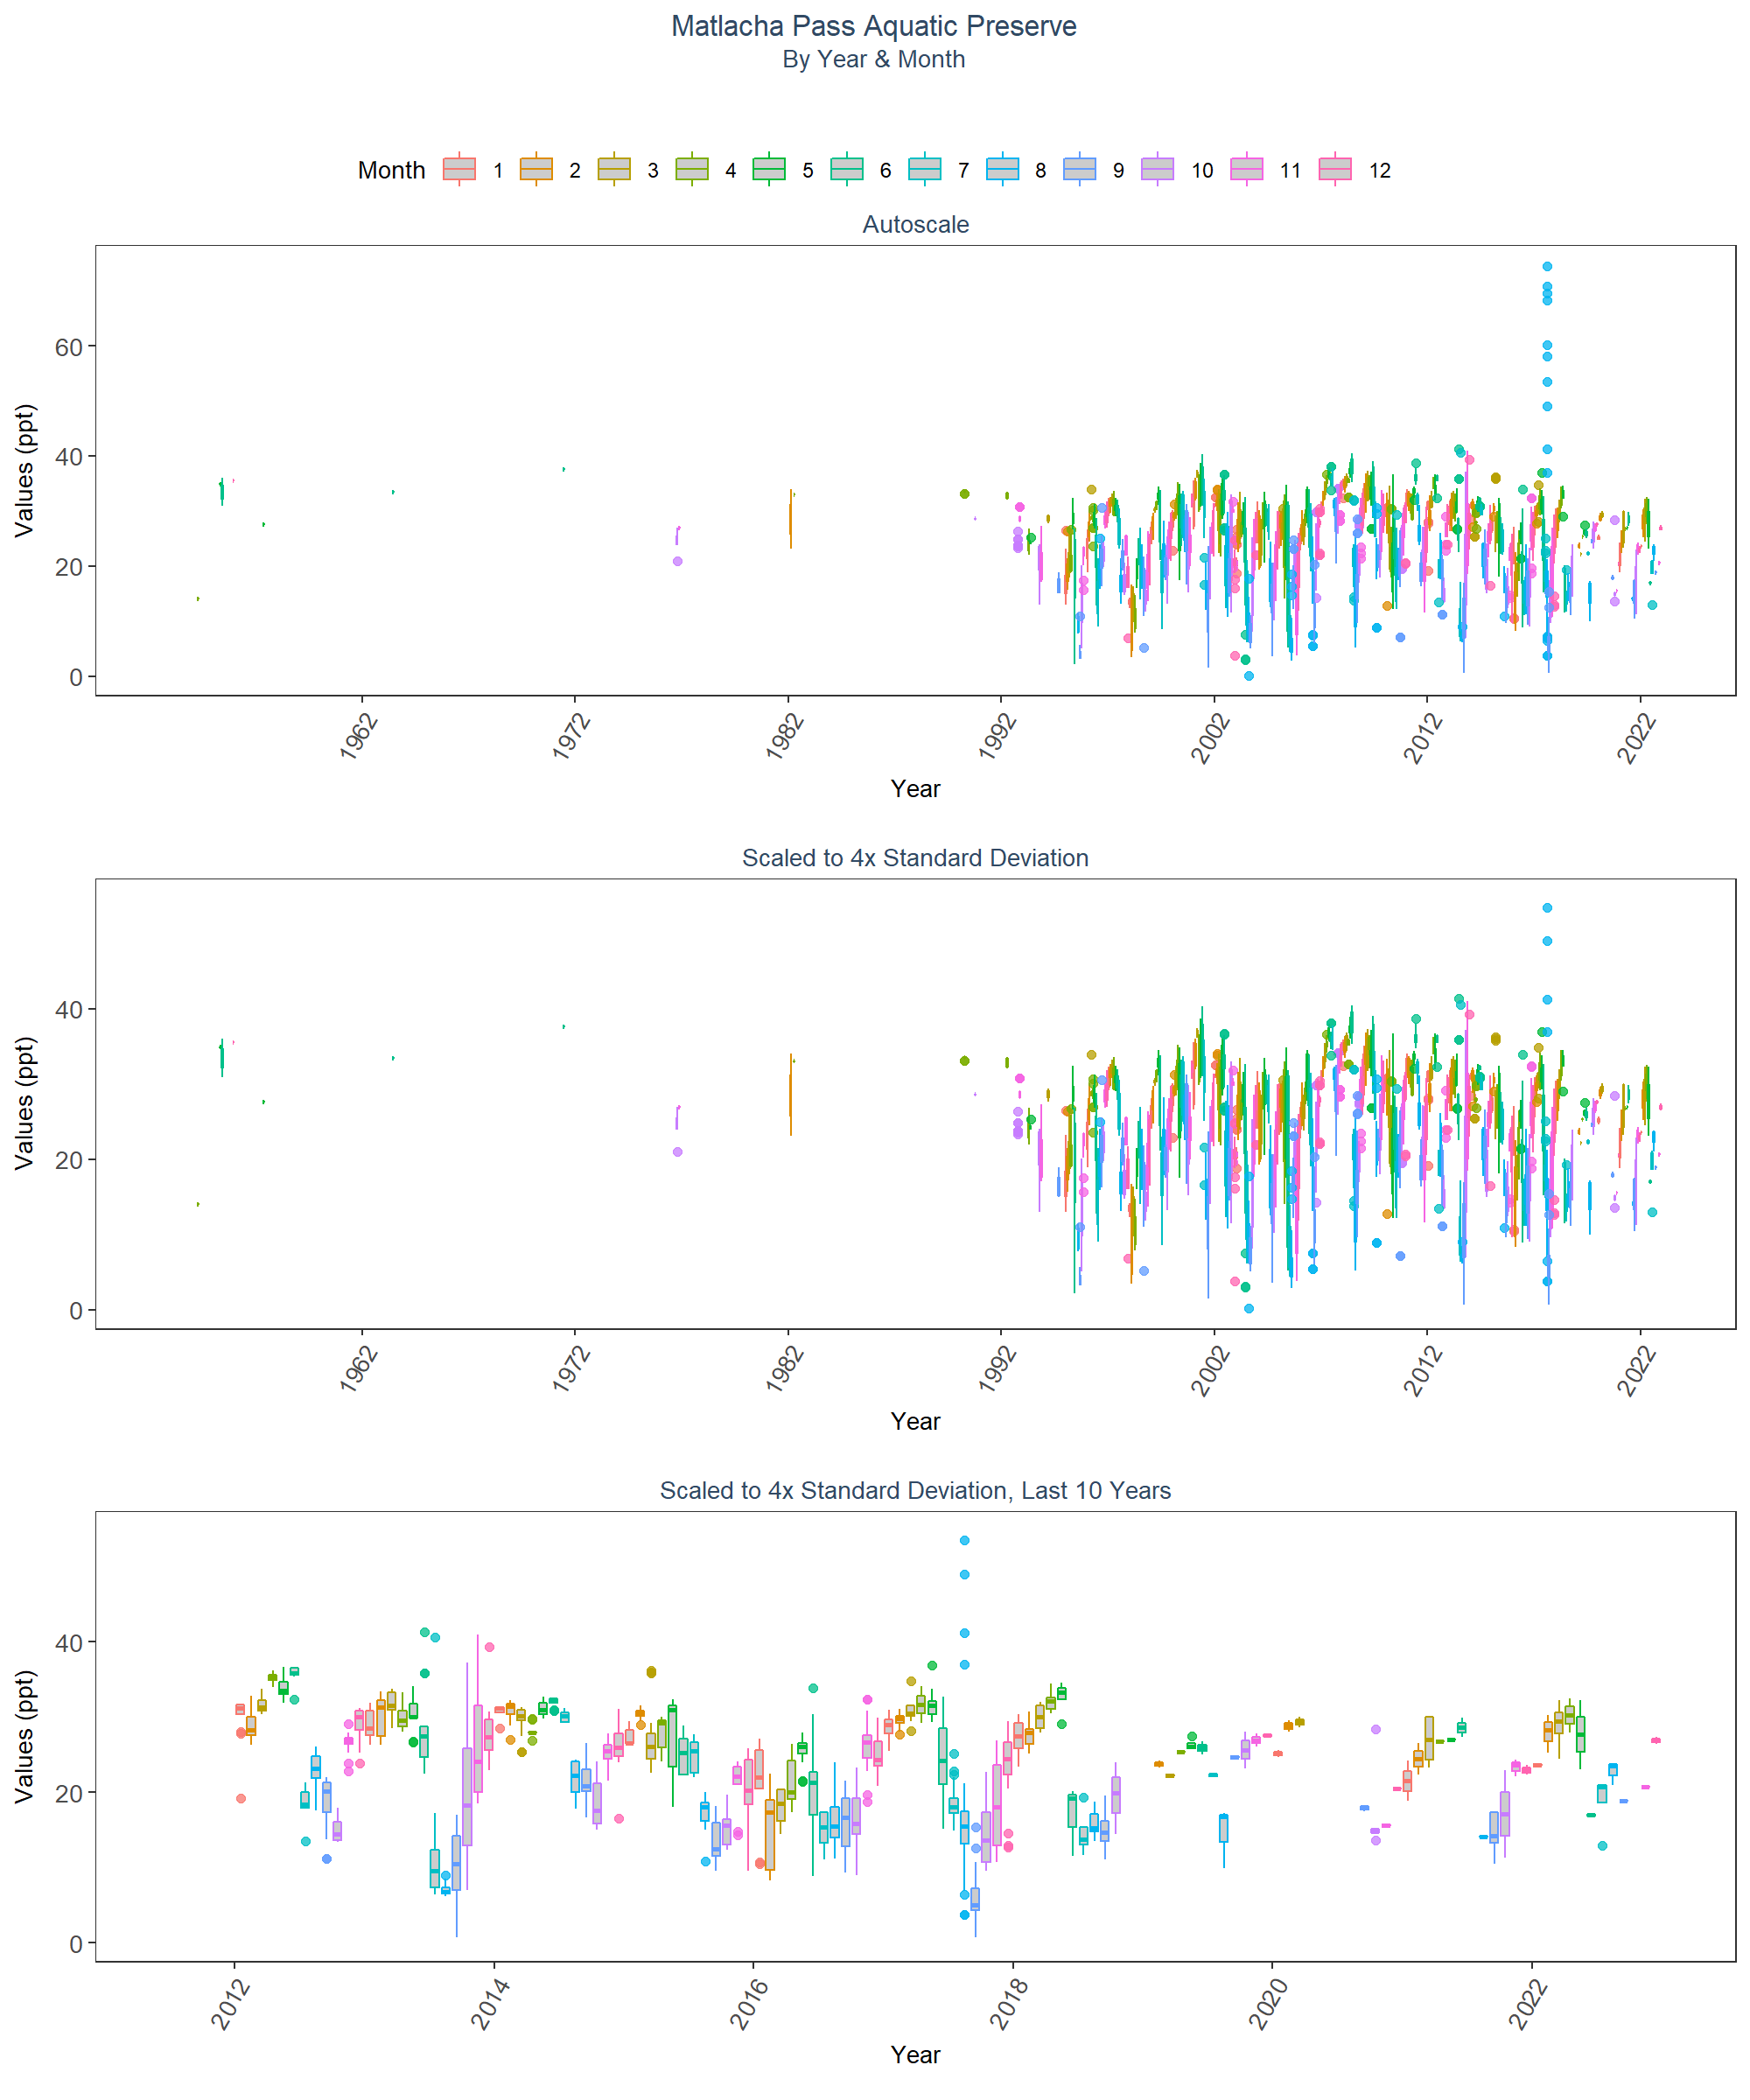 Matlacha Pass Aquatic Preserve
By Year & Month
Month 1 2 3 4 5 6 7 8 9 10 11 12
Autoscale
Values (ppt)
60
40
20
0
1962 1972 1982 1992 2002 2012 2022
Year
Scaled to 4x Standard Deviation
Values (ppt)
40
20
0
1962 1972 1982 1992 2002 2012 2022
Year
Scaled to 4x Standard Deviation, Last 10 Years
Values (ppt)
40
20
0
2012 2014 2016 2018 2020 2022
Year